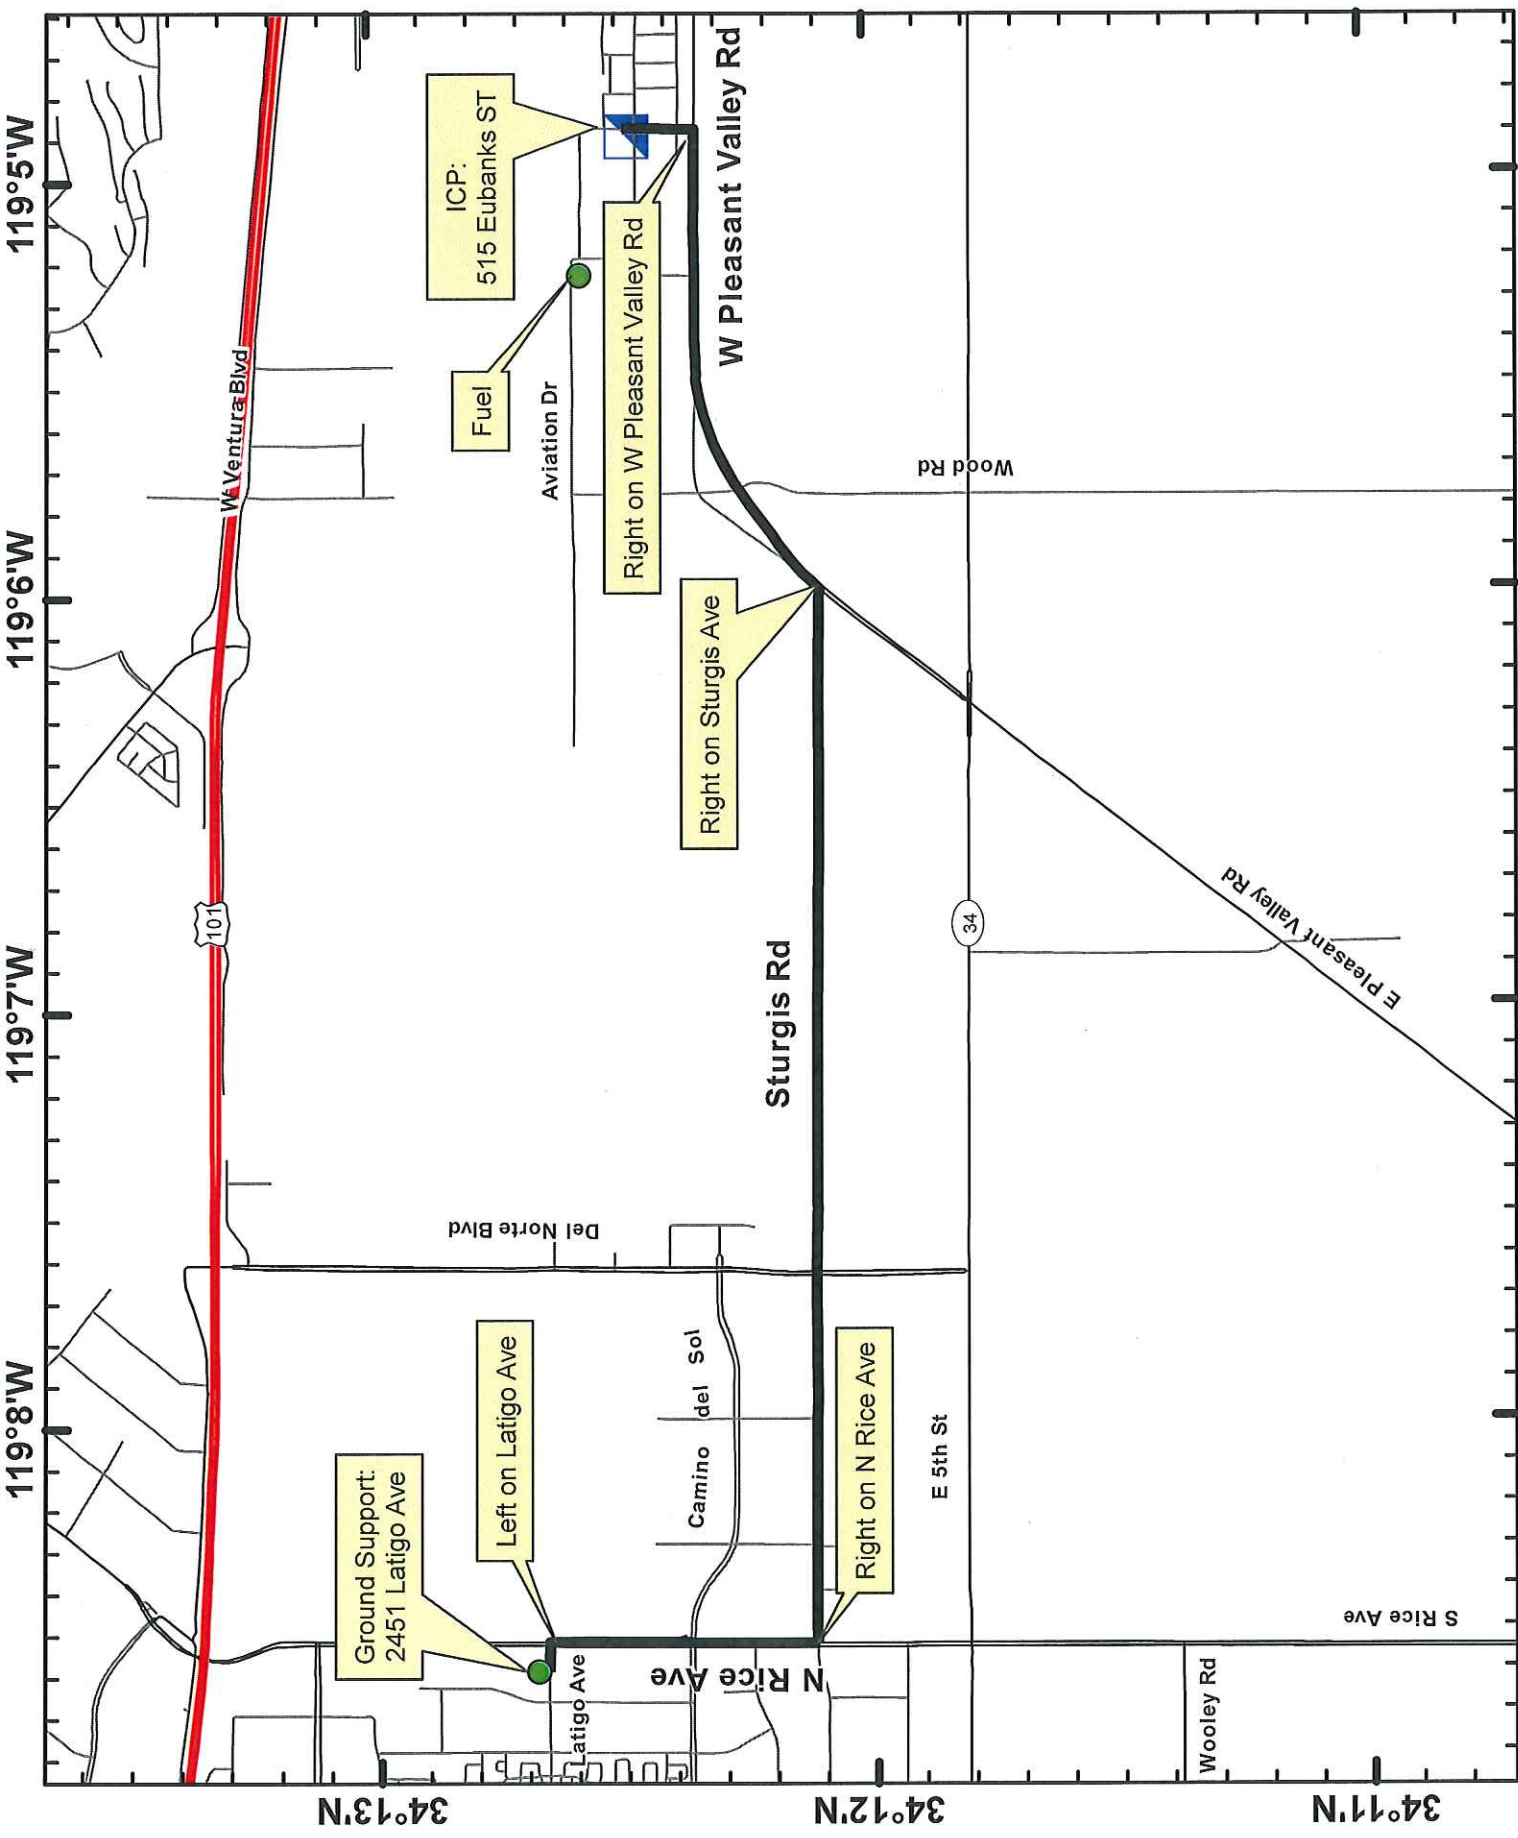 119°8'W
119°7'W
119°6'W
119°5'W
W Ventura Blvd
101
ICP:
515 Eubanks ST
Fuel
Aviation Dr
Right on W Pleasant Valley Rd
W Pleasant Valley Rd
Wood Rd
Right on Sturgis Ave
Sturgis Rd
34
E Pleasant Valley Rd
Del Norte Blvd
Camino del Sol
Left on Latigo Ave
Ground Support:
2451 Latigo Ave
Latigo Ave
N Rice Ave
Right on N Rice Ave
E 5th St
S Rice Ave
Wooley Rd
34°13'N
34°12'N
34°11'N